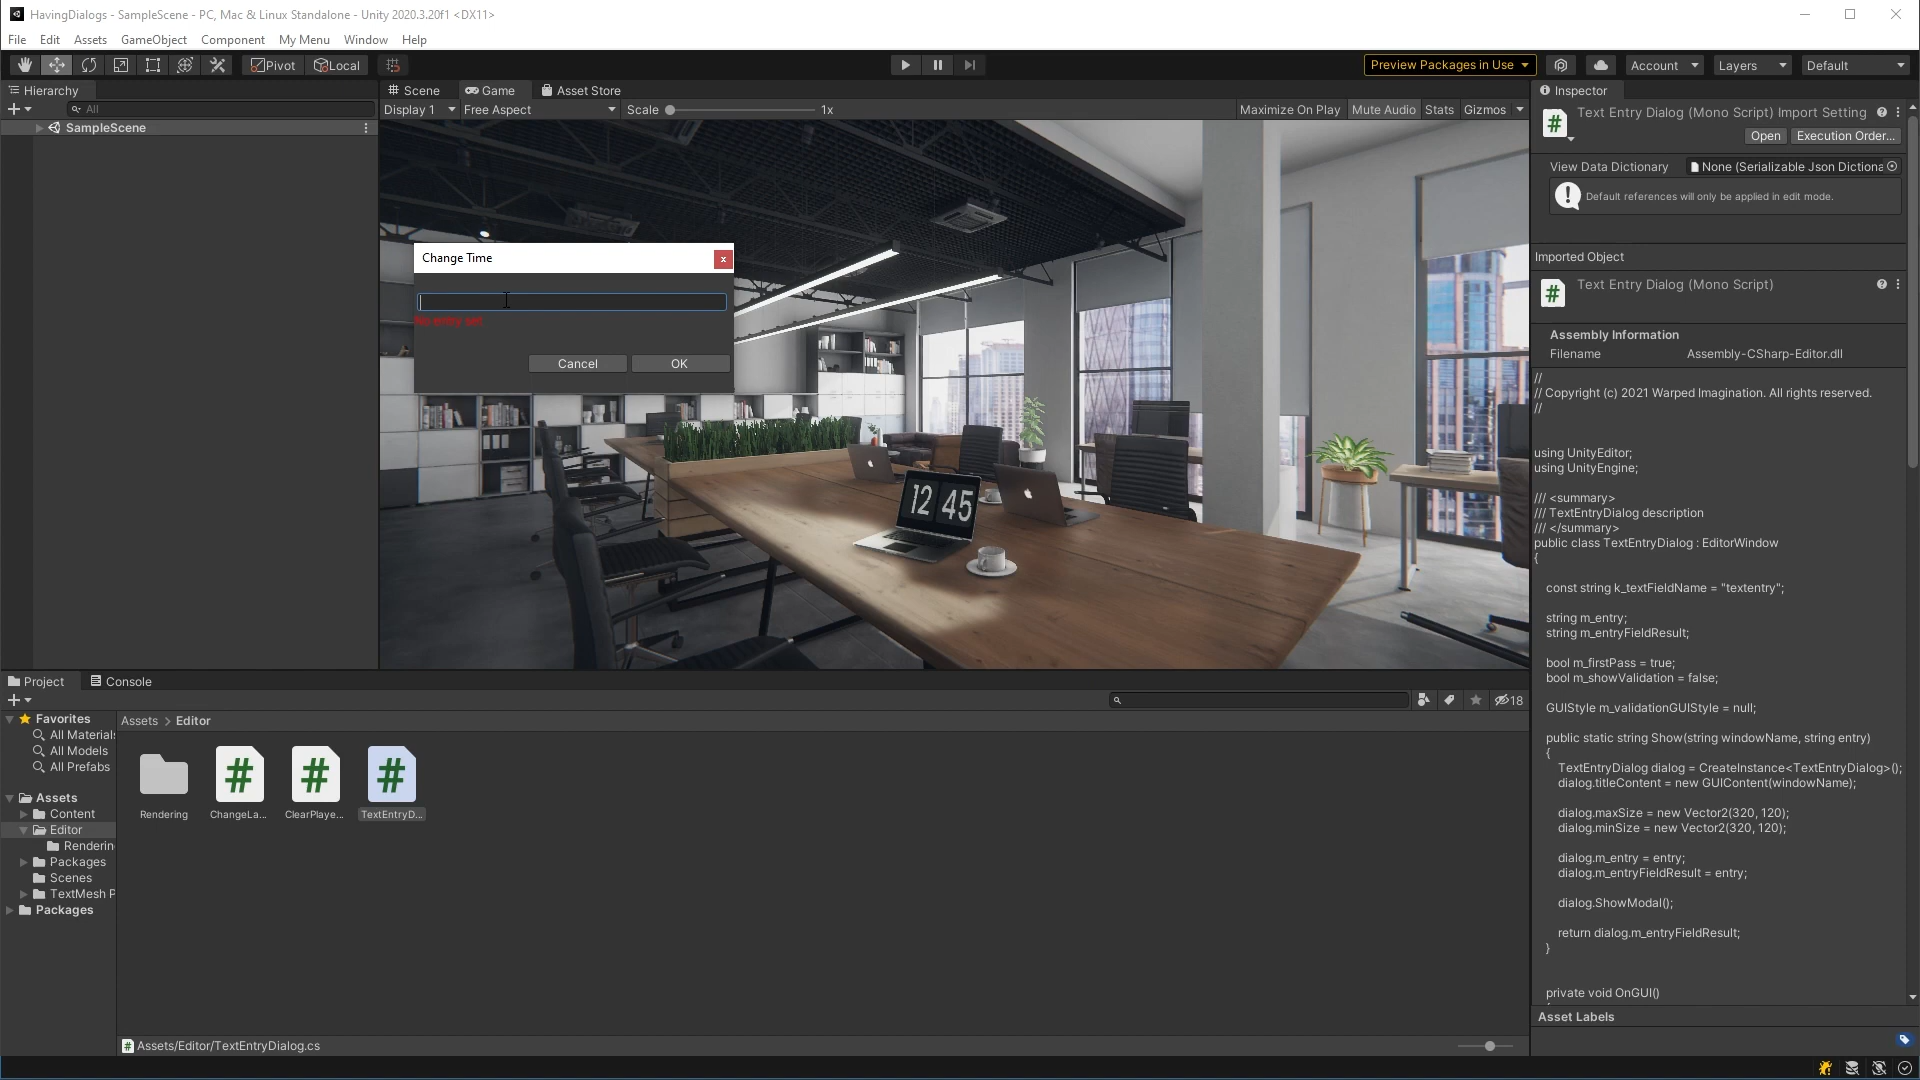 HavingDialogs - SampleScene - PC, Mac & Linux Standalone - Unity 2020.3.20f1 <DX11>
File Edit Assets GameObject Component My Menu Window Help
Pivot Local
Preview Packages in Use Account Layers Default
Hierarchy
All
SampleScene
Scene Game Asset Store
Display 1 Free Aspect Scale 1x Maximize On Play Mute Audio Stats Gizmos
Change Time
No entry set
Cancel OK
12 45
Inspector
Text Entry Dialog (Mono Script) Import Setting
Open Execution Order...
View Data Dictionary None (Serializable Json Dictiona
Default references will only be applied in edit mode.
Imported Object
# Text Entry Dialog (Mono Script)
Assembly Information
Filename Assembly-CSharp-Editor.dll
//
// Copyright (c) 2021 Warped Imagination. All rights reserved.
//
using UnityEditor;
using UnityEngine;
/// <summary>
/// TextEntryDialog description
/// </summary>
public class TextEntryDialog : EditorWindow
{
const string k_textFieldName = "textentry";
string m_entry;
string m_entryFieldResult;
bool m_firstPass = true;
bool m_showValidation = false;
GUIStyle m_validationGUIStyle = null;
public static string Show(string windowName, string entry)
{
TextEntryDialog dialog = CreateInstance<TextEntryDialog>();
dialog.titleContent = new GUIContent(windowName);
dialog.maxSize = new Vector2(320, 120);
dialog.minSize = new Vector2(320, 120);
dialog.m_entry = entry;
dialog.m_entryFieldResult = entry;
dialog.ShowModal();
return dialog.m_entryFieldResult;
}
private void OnGUI()
Asset Labels
Project Console
18
Favorites
All Materials
All Models
All Prefabs
Assets
Content
Editor
Renderin
Packages
Scenes
TextMesh P
Packages
Assets > Editor
Rendering
# ChangeLa...
# ClearPlaye...
# TextEntryD...
# Assets/Editor/TextEntryDialog.cs